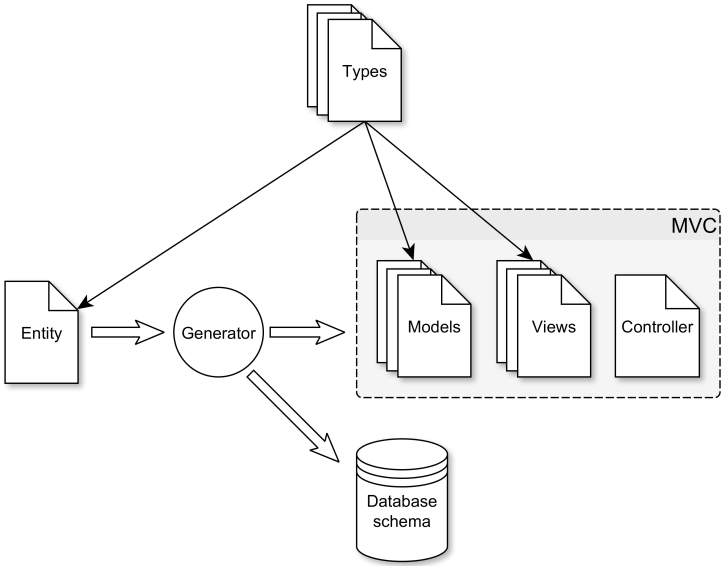 Types
MVC
Entity
Generator
Models
Views
Controller
Database
schema